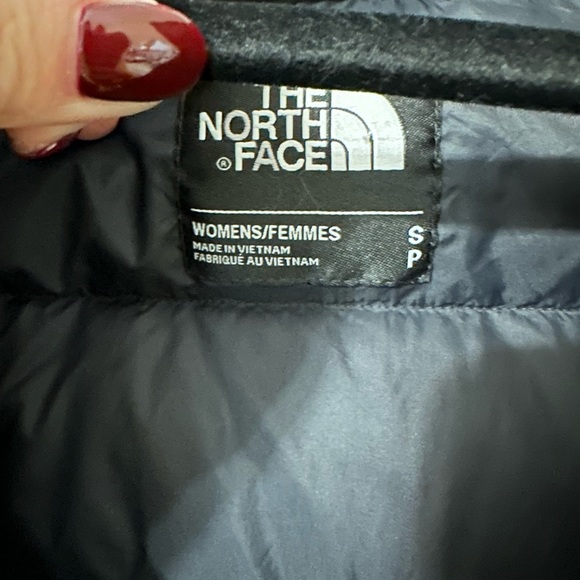 THE
NORTH
® FACE
WOMENS/FEMMES S
MADE IN VIETNAM P
FABRIQUÉ AU VIETNAM